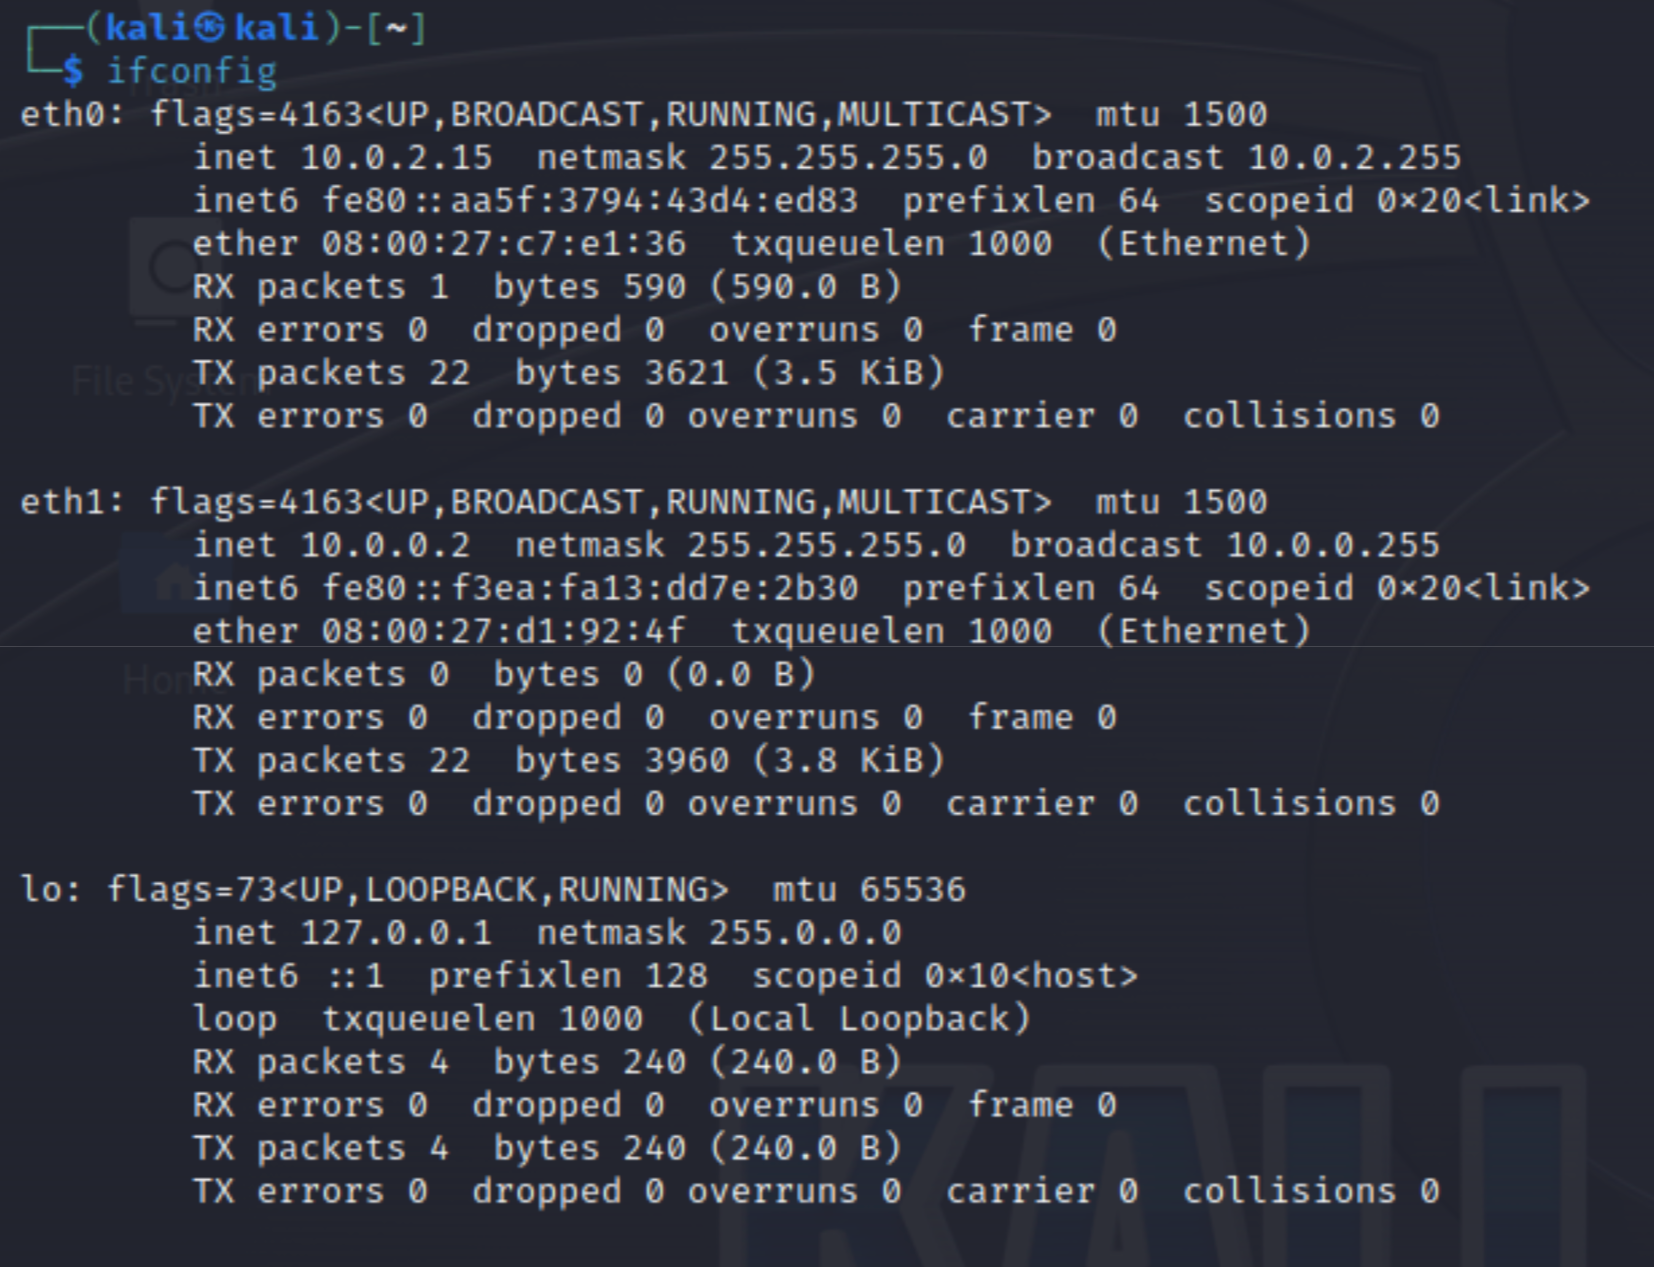 ┌──(kali㉿kali)-[~]
└─$ ifconfig
Trash
eth0: flags=4163<UP,BROADCAST,RUNNING,MULTICAST>  mtu 1500
        inet 10.0.2.15  netmask 255.255.255.0  broadcast 10.0.2.255
        inet6 fe80::aa5f:3794:43d4:ed83  prefixlen 64  scopeid 0×20<link>
        ether 08:00:27:c7:e1:36  txqueuelen 1000  (Ethernet)
        RX packets 1  bytes 590 (590.0 B)
        RX errors 0  dropped 0  overruns 0  frame 0
        TX packets 22  bytes 3621 (3.5 KiB)
File System
        TX errors 0  dropped 0 overruns 0  carrier 0  collisions 0

eth1: flags=4163<UP,BROADCAST,RUNNING,MULTICAST>  mtu 1500
        inet 10.0.0.2  netmask 255.255.255.0  broadcast 10.0.0.255
        inet6 fe80::f3ea:fa13:dd7e:2b30  prefixlen 64  scopeid 0×20<link>
        ether 08:00:27:d1:92:4f  txqueuelen 1000  (Ethernet)
        RX packets 0  bytes 0 (0.0 B)
Home
        RX errors 0  dropped 0  overruns 0  frame 0
        TX packets 22  bytes 3960 (3.8 KiB)
        TX errors 0  dropped 0 overruns 0  carrier 0  collisions 0

lo: flags=73<UP,LOOPBACK,RUNNING>  mtu 65536
        inet 127.0.0.1  netmask 255.0.0.0
        inet6 ::1  prefixlen 128  scopeid 0×10<host>
        loop  txqueuelen 1000  (Local Loopback)
        RX packets 4  bytes 240 (240.0 B)
        RX errors 0  dropped 0  overruns 0  frame 0
        TX packets 4  bytes 240 (240.0 B)
        TX errors 0  dropped 0 overruns 0  carrier 0  collisions 0
KALI